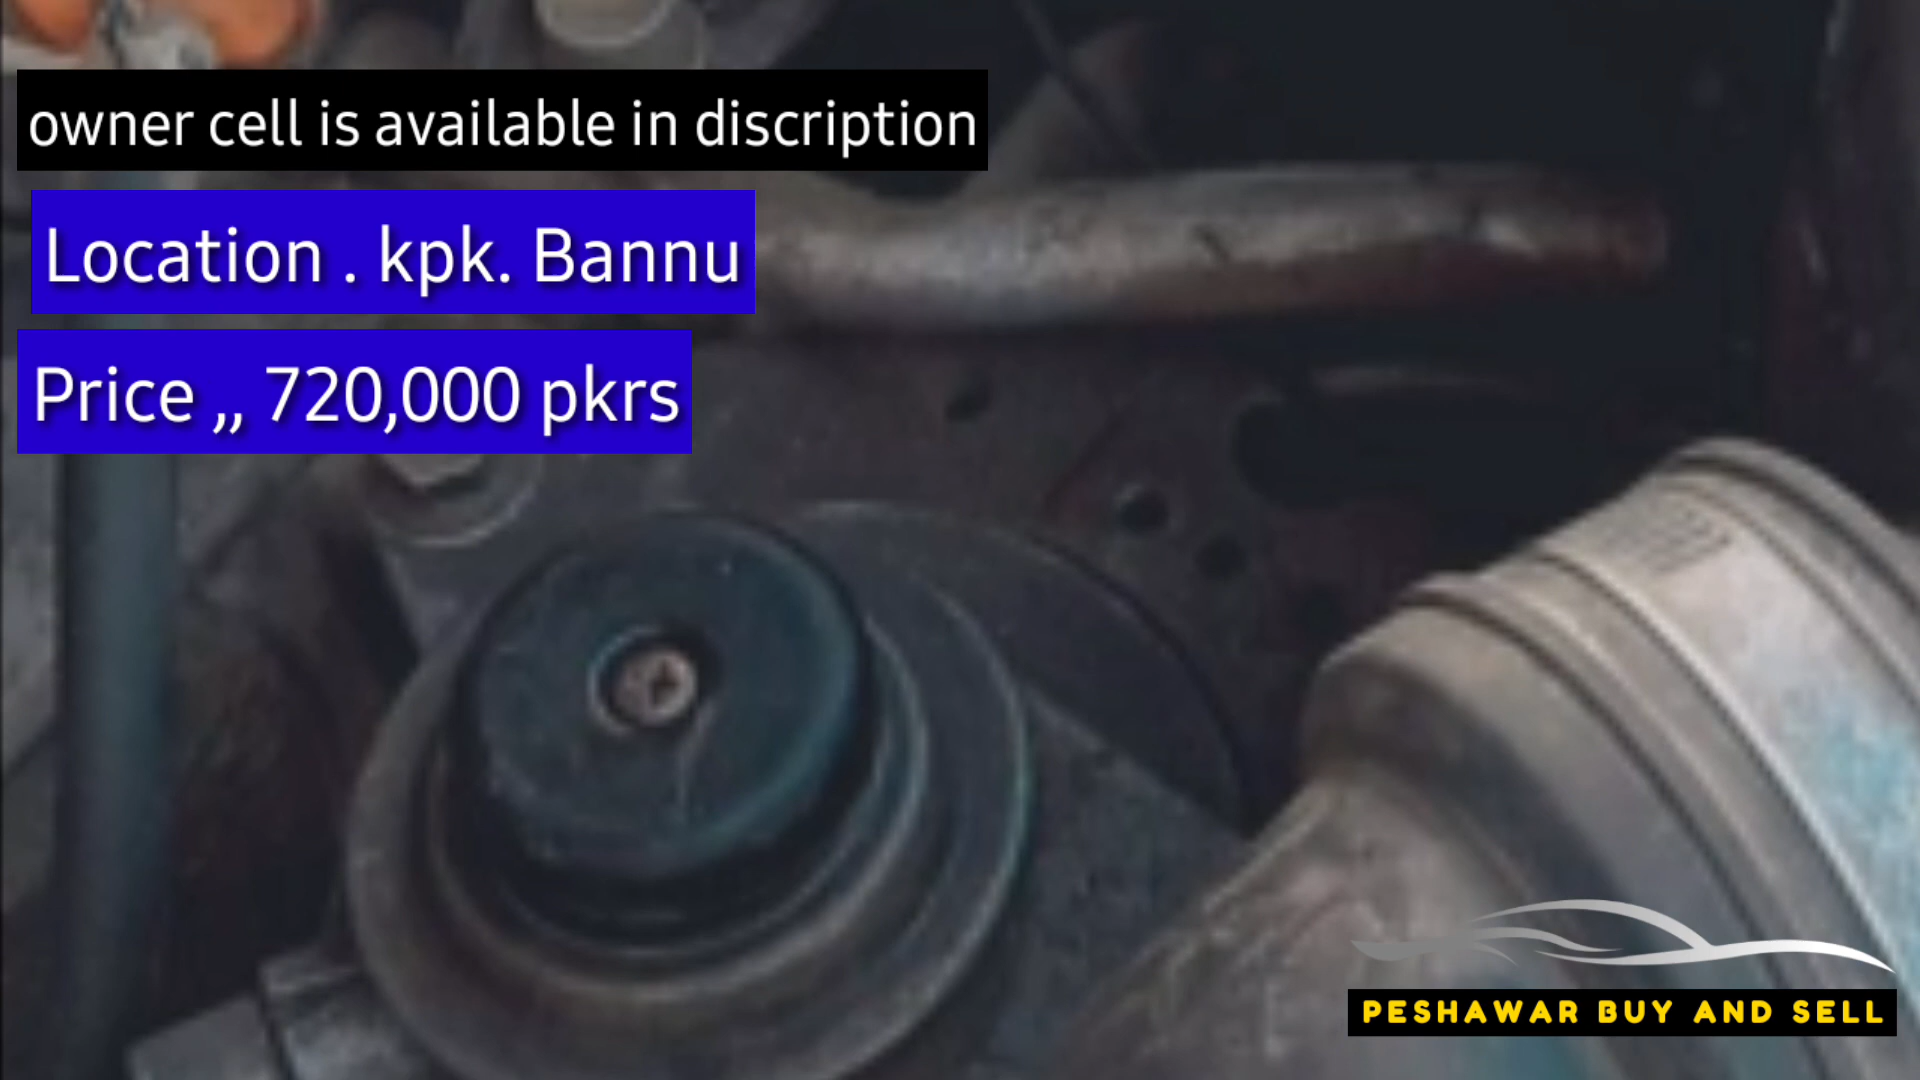 owner cell is available in discription
Location . kpk. Bannu
Price ,, 720,000 pkrs
PESHAWAR BUY AND SELL